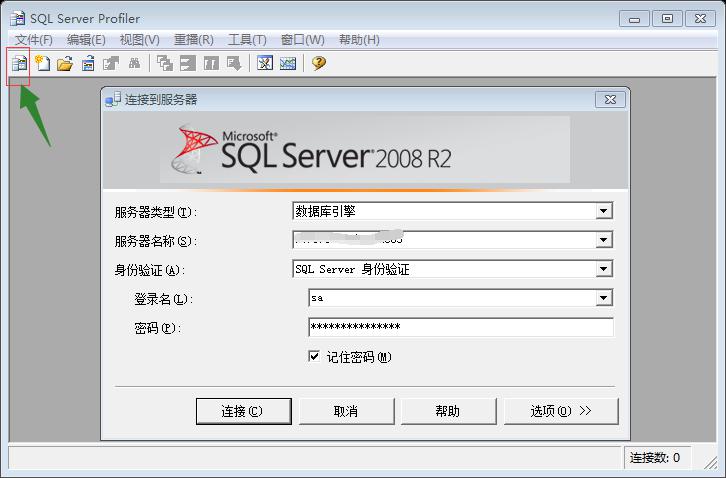 SQL Server Profiler
文件(F) 编辑(E) 视图(V) 重播(R) 工具(T) 窗口(W) 帮助(H)
连接到服务器
Microsoft®
SQL Server® 2008 R2
服务器类型(T): 数据库引擎
服务器名称(S):
身份验证(A): SQL Server 身份验证
登录名(L): sa
密码(P): ***************
记住密码(M)
连接(C) 取消 帮助 选项(O) >>
连接数: 0